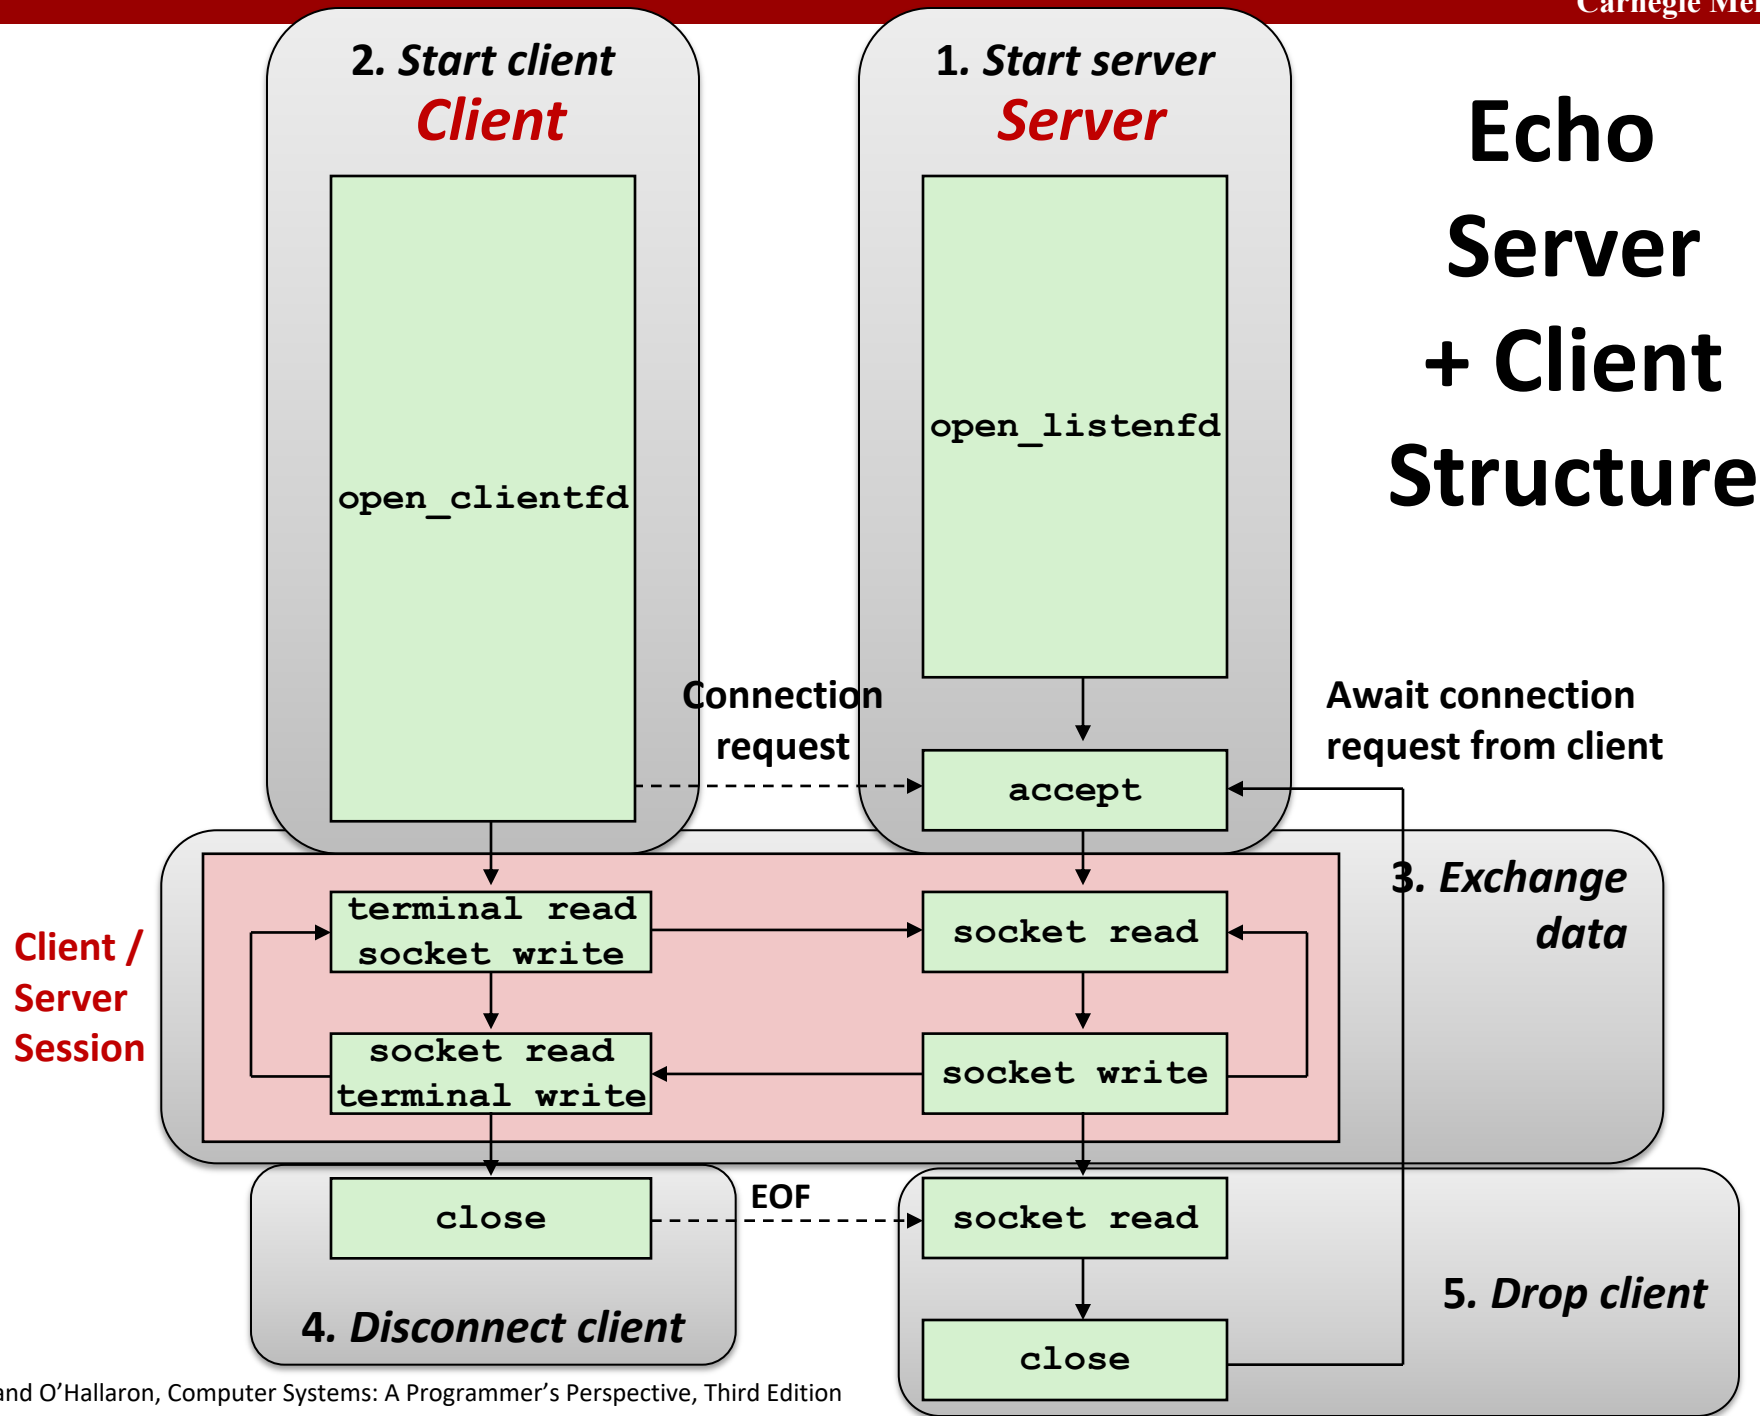 Carnegie
2. Start client
Client
1. Start server
Server
Echo
Server
+ Client
Structure
open_clientfd
open_listenfd
Connection
request
Await connection
request from client
accept
3. Exchange
data
Client /
Server
Session
terminal read
socket write
socket read
socket read
terminal write
socket write
close
EOF
socket read
4. Disconnect client
5. Drop client
close
and O’Hallaron, Computer Systems: A Programmer’s Perspective, Third Edition